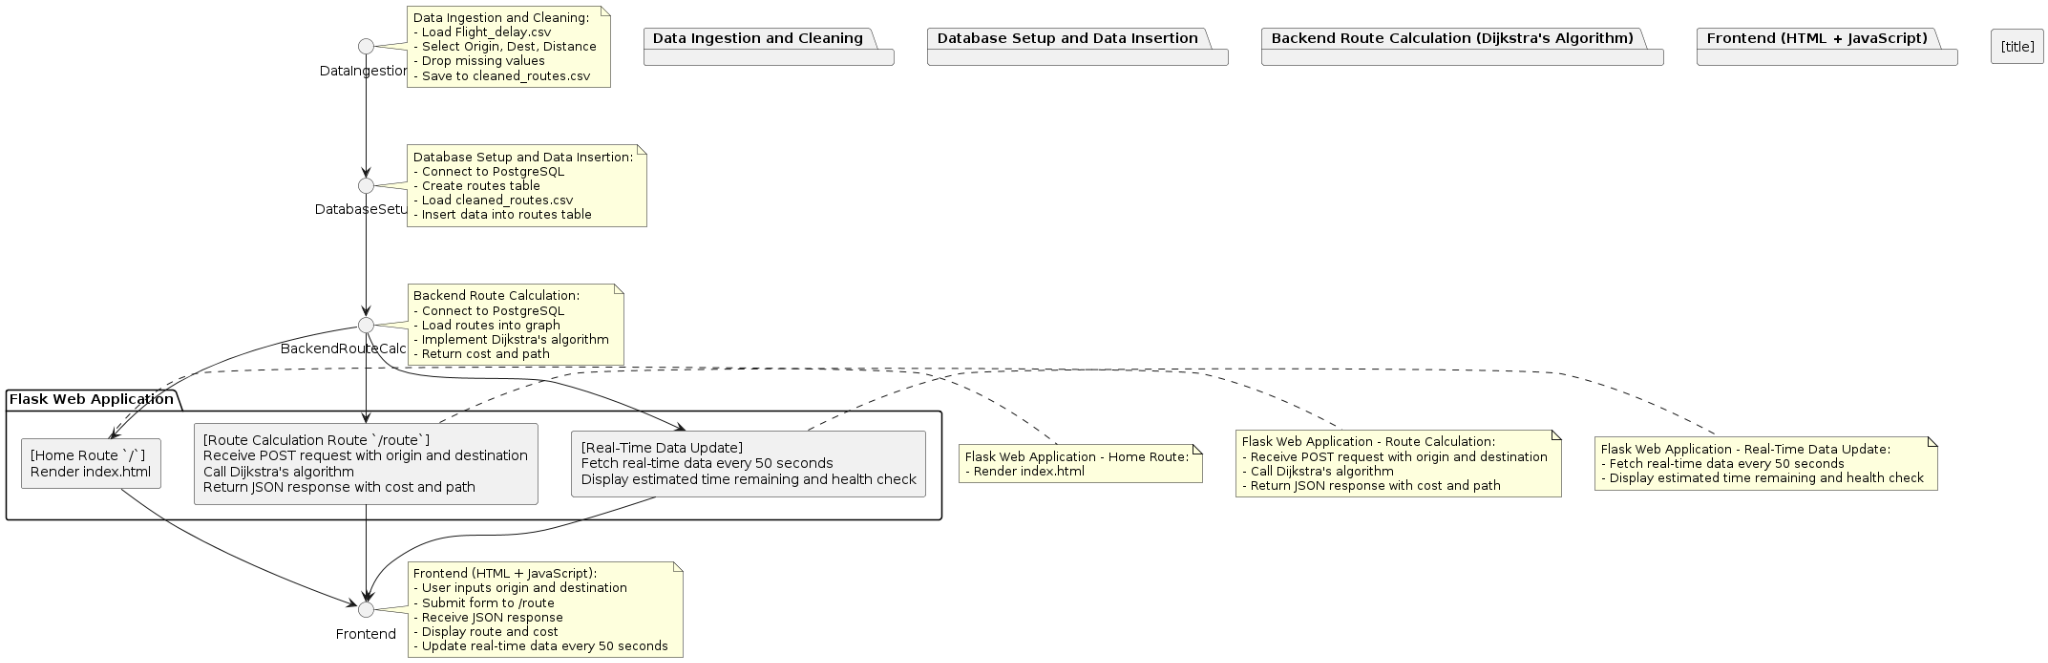 Data Ingestion and Cleaning:
- Load Flight_delay.csv
- Select Origin, Dest, Distance
- Drop missing values
- Save to cleaned_routes.csv
DataIngestion
Data Ingestion and Cleaning
Database Setup and Data Insertion
Backend Route Calculation (Dijkstra's Algorithm)
Frontend (HTML + JavaScript)
[title]
Database Setup and Data Insertion:
- Connect to PostgreSQL
- Create routes table
- Load cleaned_routes.csv
- Insert data into routes table
DatabaseSetu
Backend Route Calculation:
- Connect to PostgreSQL
- Load routes into graph
- Implement Dijkstra's algorithm
- Return cost and path
BackendRouteCalc
Flask Web Application
[Home Route `/`]
Render index.html
[Route Calculation Route `/route`]
Receive POST request with origin and destination
Call Dijkstra's algorithm
Return JSON response with cost and path
[Real-Time Data Update]
Fetch real-time data every 50 seconds
Display estimated time remaining and health check
Flask Web Application - Home Route:
- Render index.html
Flask Web Application - Route Calculation:
- Receive POST request with origin and destination
- Call Dijkstra's algorithm
- Return JSON response with cost and path
Flask Web Application - Real-Time Data Update:
- Fetch real-time data every 50 seconds
- Display estimated time remaining and health check
Frontend (HTML + JavaScript):
- User inputs origin and destination
- Submit form to /route
- Receive JSON response
- Display route and cost
- Update real-time data every 50 seconds
Frontend